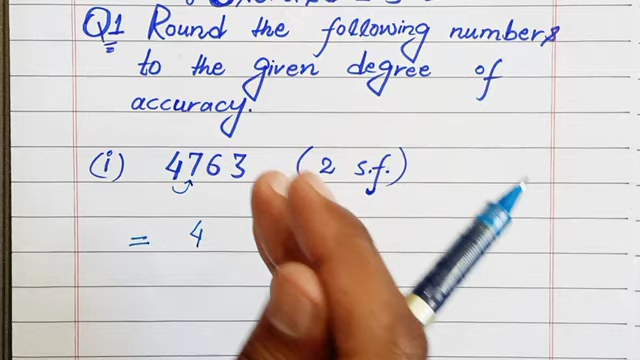 Q1 Round the following numbers
to the given degree of
accuracy.
(i) 4763 (2 s.f.)
= 4